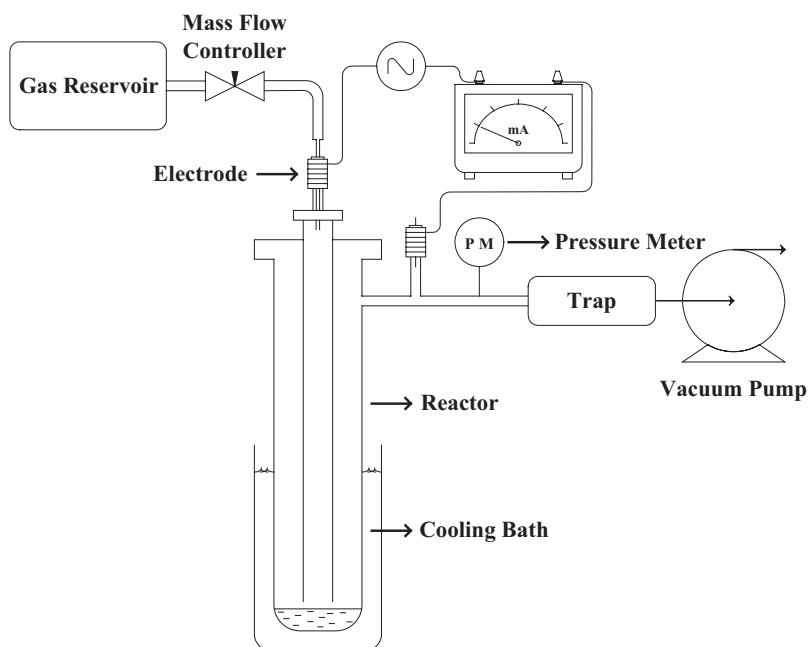 Mass Flow
Controller
Gas Reservoir
mA
Electrode
P M
Pressure Meter
Trap
Vacuum Pump
Reactor
Cooling Bath